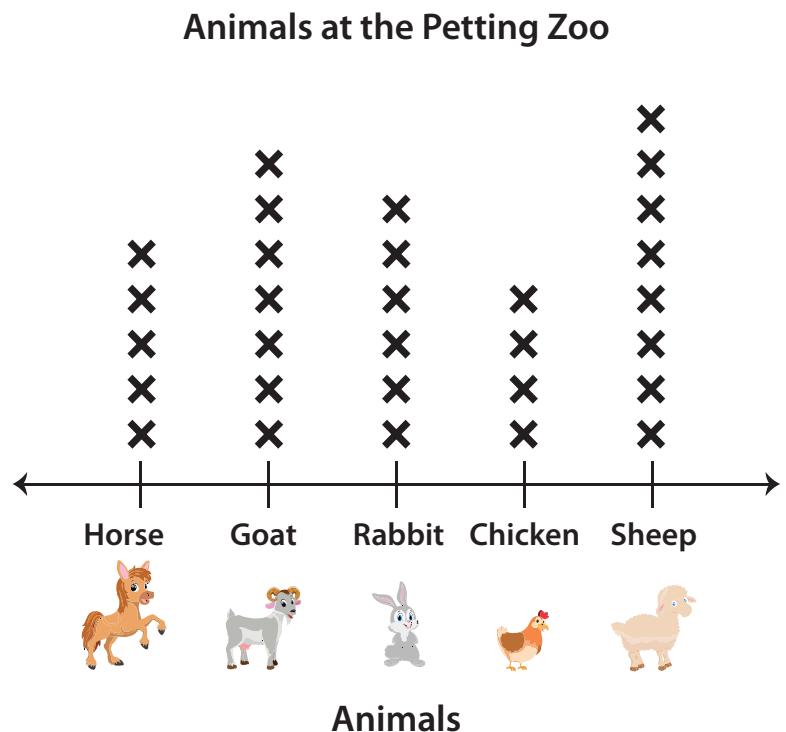 Animals at the Petting Zoo
Horse Goat Rabbit Chicken Sheep
Animals